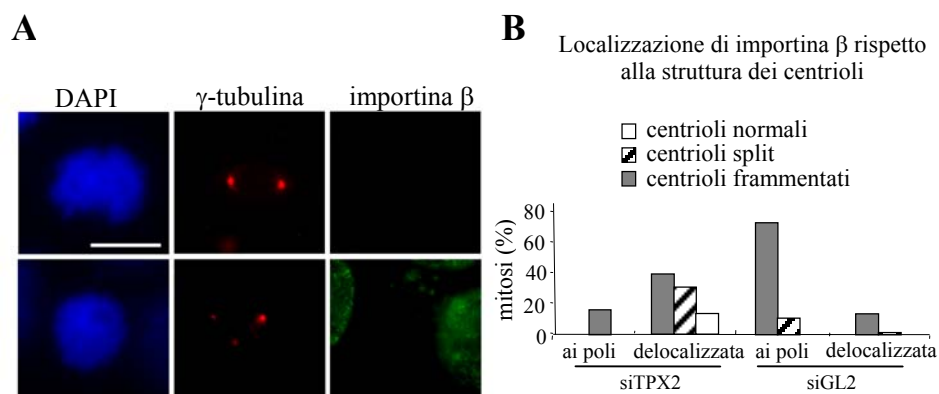 A
DAPI
γ-tubulina
importina β
B
Localizzazione di importina β rispetto
alla struttura dei centrioli
centrioli normali
centrioli split
centrioli frammentati
mitosi (%)
80
60
40
20
0
ai poli
delocalizzata
ai poli
delocalizzata
siTPX2
siGL2